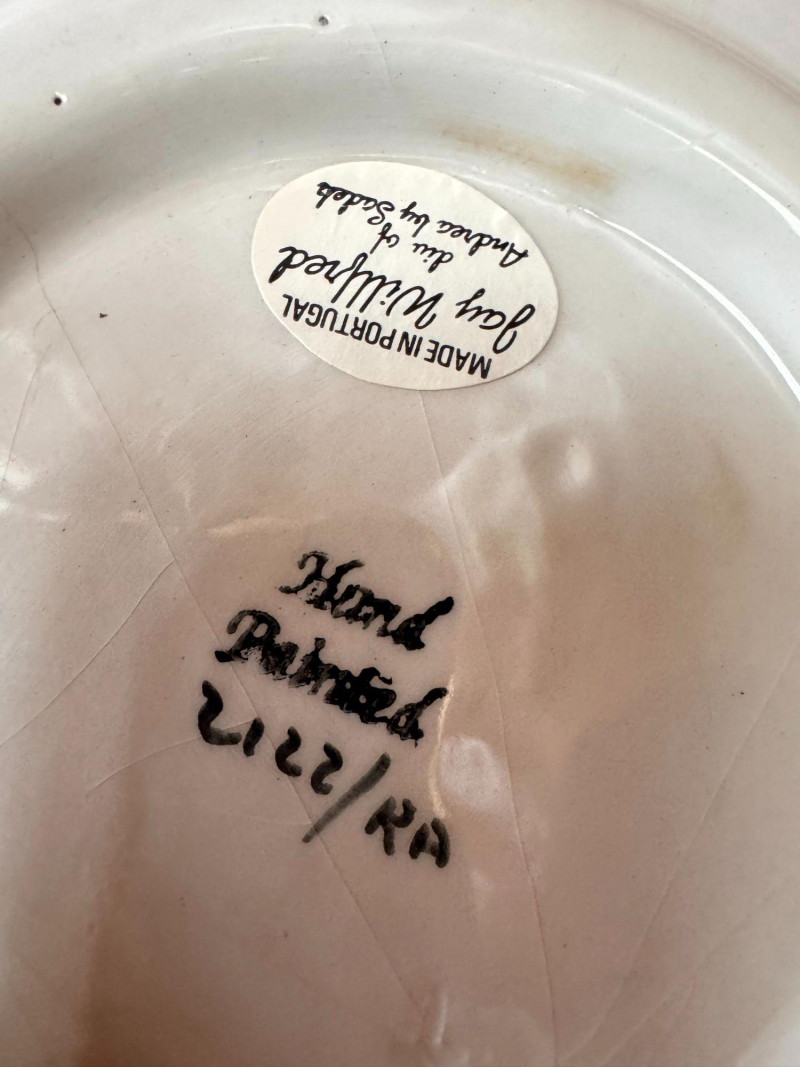 MADE IN PORTUGAL
Jay Willfred
div of
Andrea by Sadek
Hand
Painted
2122/RA